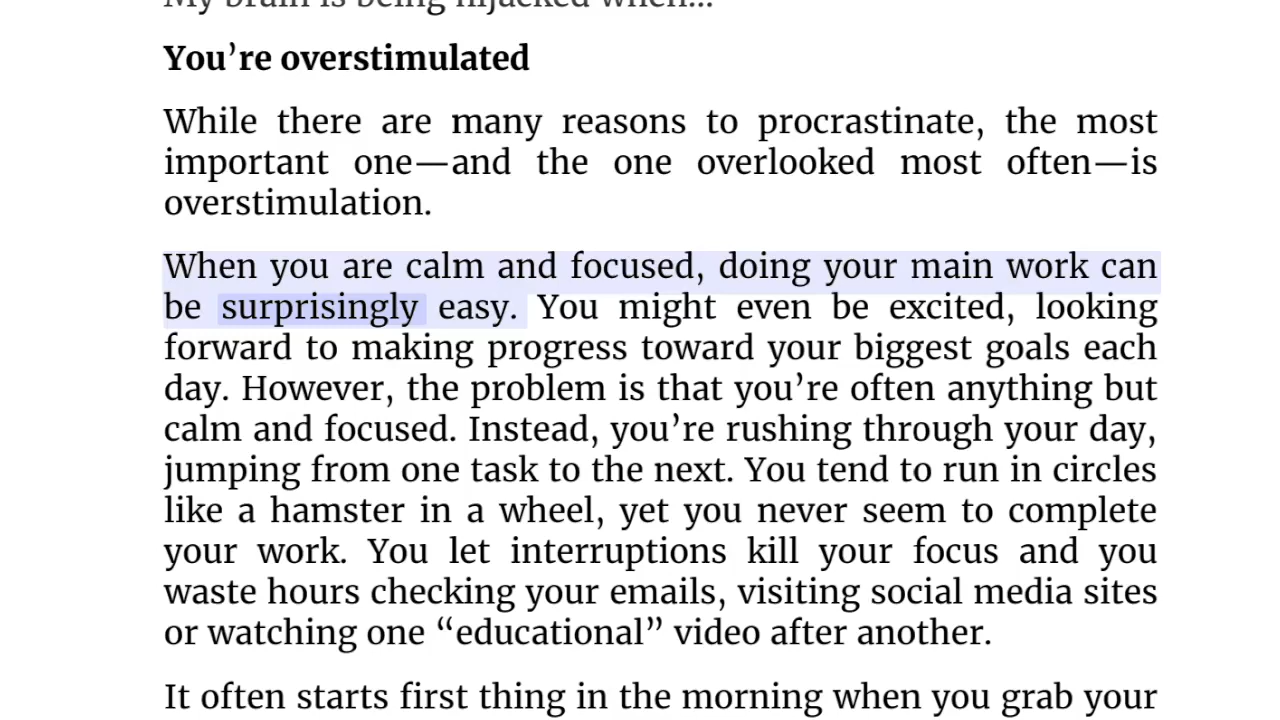 My brain is being hijacked when...
You’re overstimulated
While there are many reasons to procrastinate, the most
important one—and the one overlooked most often—is
overstimulation.
When you are calm and focused, doing your main work can
be surprisingly easy. You might even be excited, looking
forward to making progress toward your biggest goals each
day. However, the problem is that you’re often anything but
calm and focused. Instead, you’re rushing through your day,
jumping from one task to the next. You tend to run in circles
like a hamster in a wheel, yet you never seem to complete
your work. You let interruptions kill your focus and you
waste hours checking your emails, visiting social media sites
or watching one “educational” video after another.
It often starts first thing in the morning when you grab your